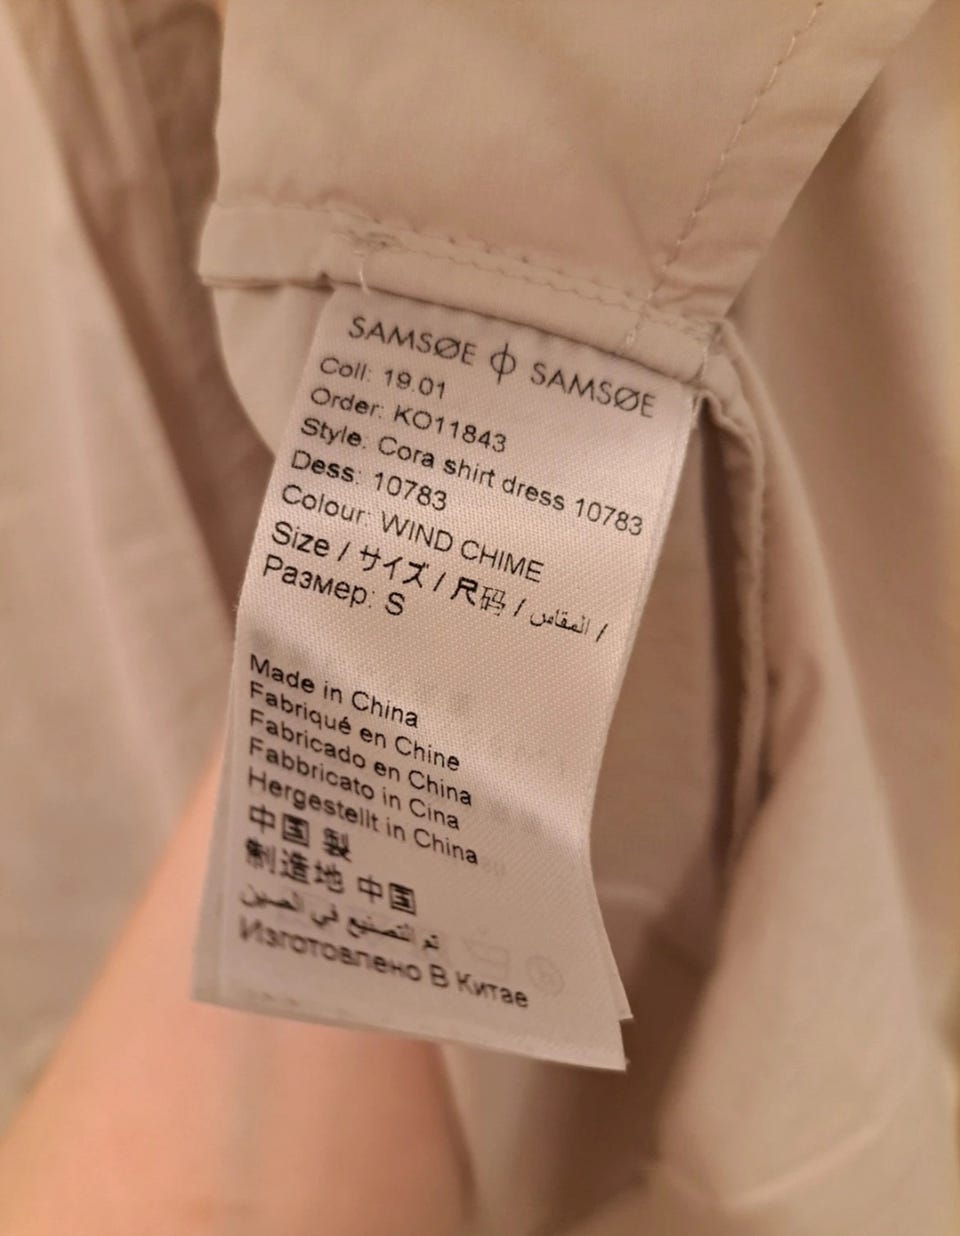 SAMSØE ɸ SAMSØE
Coll: 19.01
Order: KO11843
Style: Cora shirt dress 10783
Dess: 10783
Colour: WIND CHIME
Size / サイズ / 尺码 / المقاس /
Размер: S
Made in China
Fabriqué en Chine
Fabricado en China
Fabbricato in Cina
Hergestellt in China
中国 製
制造地 中国
تم التصنيع في الصين
Изготовлено В Китае